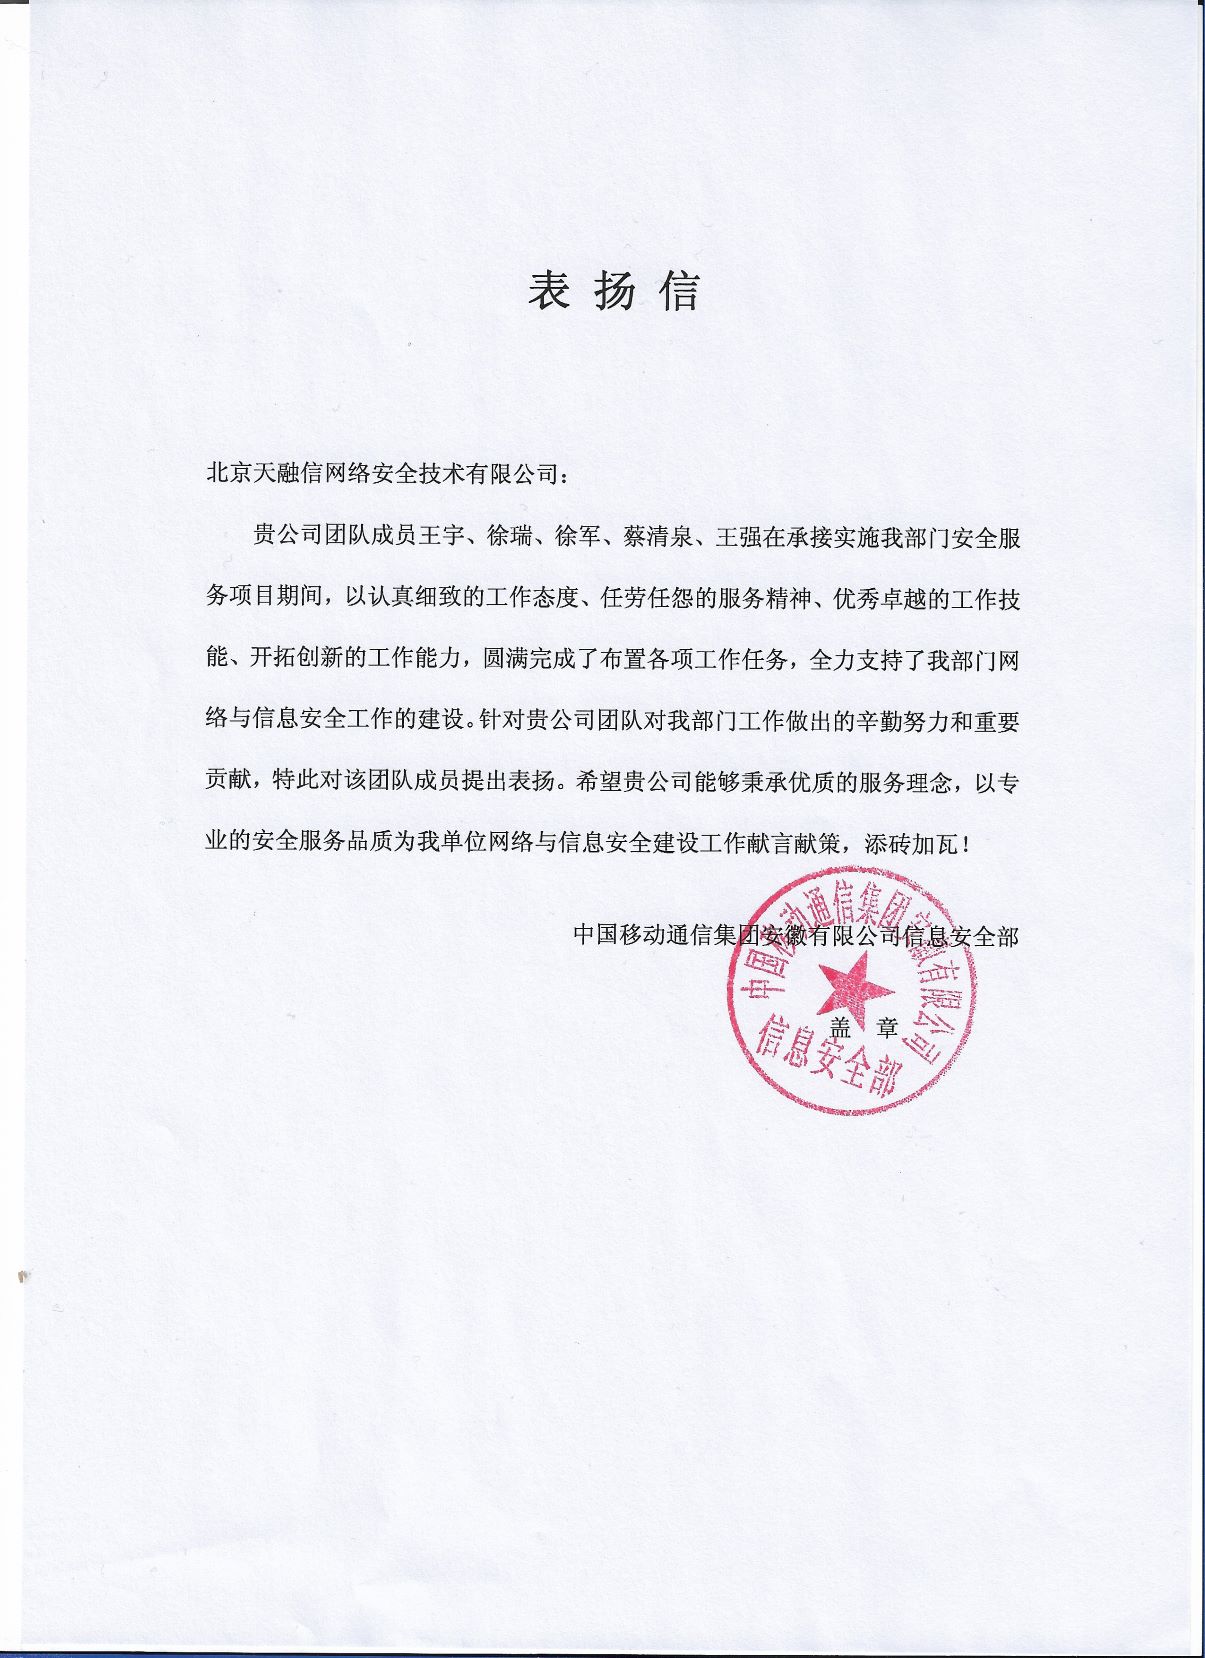 表 扬 信
北京天融信网络安全技术有限公司：
贵公司团队成员王宇、徐瑞、徐军、蔡清泉、王强在承接实施我部门安全服
务项目期间，以认真细致的工作态度、任劳任怨的服务精神、优秀卓越的工作技
能、开拓创新的工作能力，圆满完成了布置各项工作任务，全力支持了我部门网
络与信息安全工作的建设。针对贵公司团队对我部门工作做出的辛勤努力和重要
贡献，特此对该团队成员提出表扬。希望贵公司能够秉承优质的服务理念，以专
业的安全服务品质为我单位网络与信息安全建设工作献言献策，添砖加瓦！
中国移动通信集团安徽有限公司信息安全部
盖 章
中国移动通信集团安徽有限公司
信息安全部